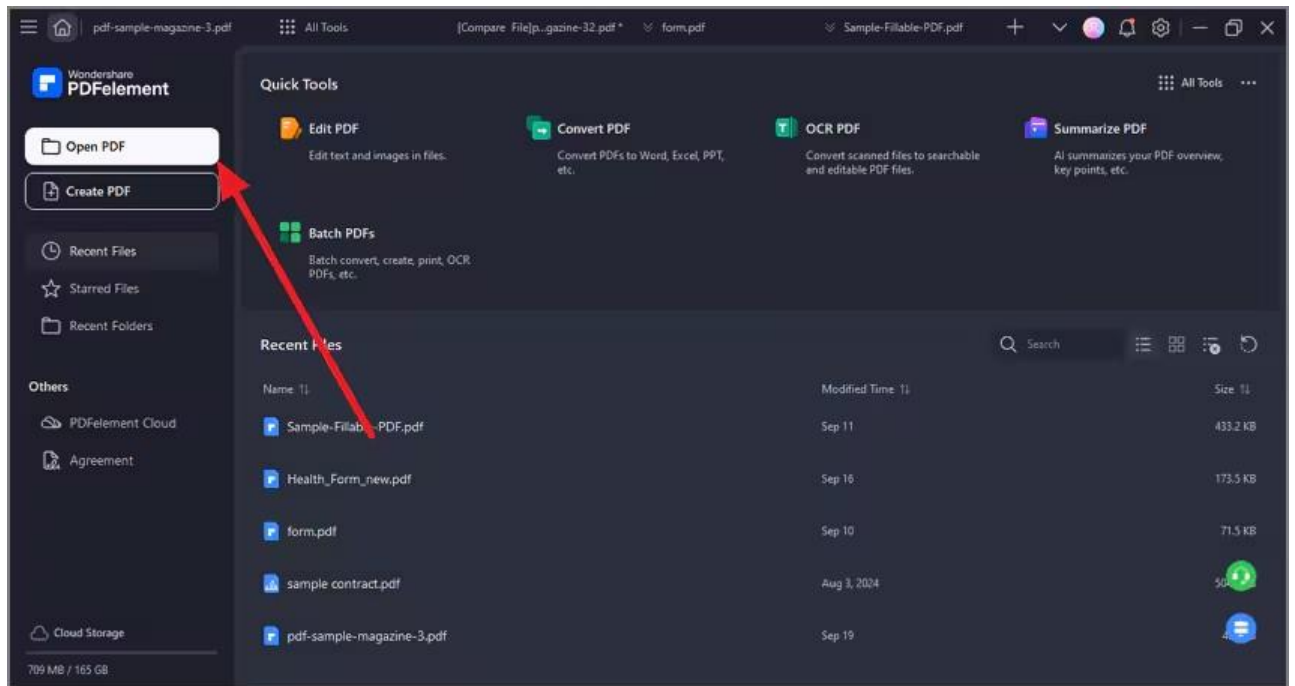 pdf-sample-magazine-3.pdf
All Tools
[Compare File]p...gazine-32.pdf *
form.pdf
Sample-Fillable-PDF.pdf
Wondershare
PDFelement
Open PDF
Create PDF
Recent Files
Starred Files
Recent Folders
Others
PDFelement Cloud
Agreement
Cloud Storage
709 MB / 165 GB
Quick Tools
All Tools
Edit PDF
Edit text and images in files.
Convert PDF
Convert PDFs to Word, Excel, PPT,
etc.
OCR PDF
Convert scanned files to searchable
and editable PDF files.
Summarize PDF
AI summarizes your PDF overview,
key points, etc.
Batch PDFs
Batch convert, create, print, OCR
PDFs, etc.
Recent Files
Search
Name
Modified Time
Size
Sample-Fillable-PDF.pdf
Sep 11
433.2 KB
Health_Form_new.pdf
Sep 16
173.5 KB
form.pdf
Sep 10
71.5 KB
sample contract.pdf
Aug 3, 2024
pdf-sample-magazine-3.pdf
Sep 19